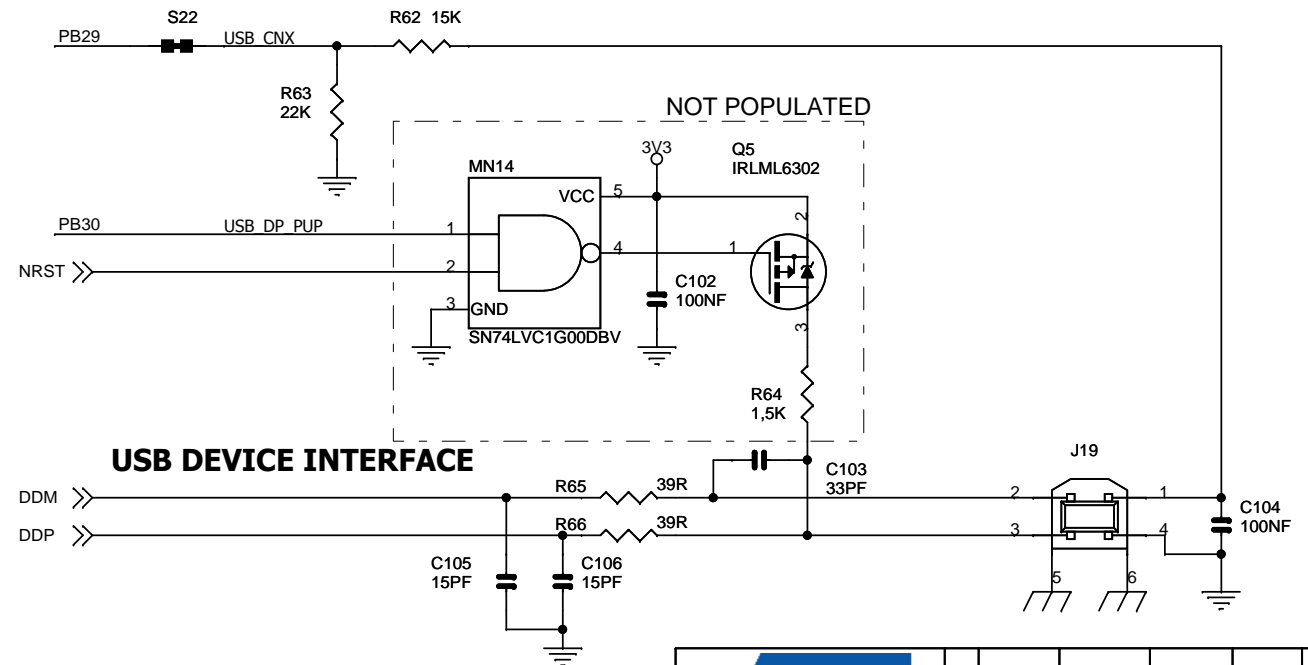 S22
R62 15K
PB29
USB_CNX
R63
22K
NOT POPULATED
3V3
Q5
IRLML6302
MN14
VCC
5
2
PB30
USB_DP_PUP
1
4
1
NRST
2
C102
100NF
3
GND
3
SN74LVC1G00DBV
R64
1,5K
USB DEVICE INTERFACE
J19
C103
33PF
DDM
R65
39R
2
1
C104
100NF
DDP
R66
39R
3
4
C105
15PF
C106
15PF
5
6